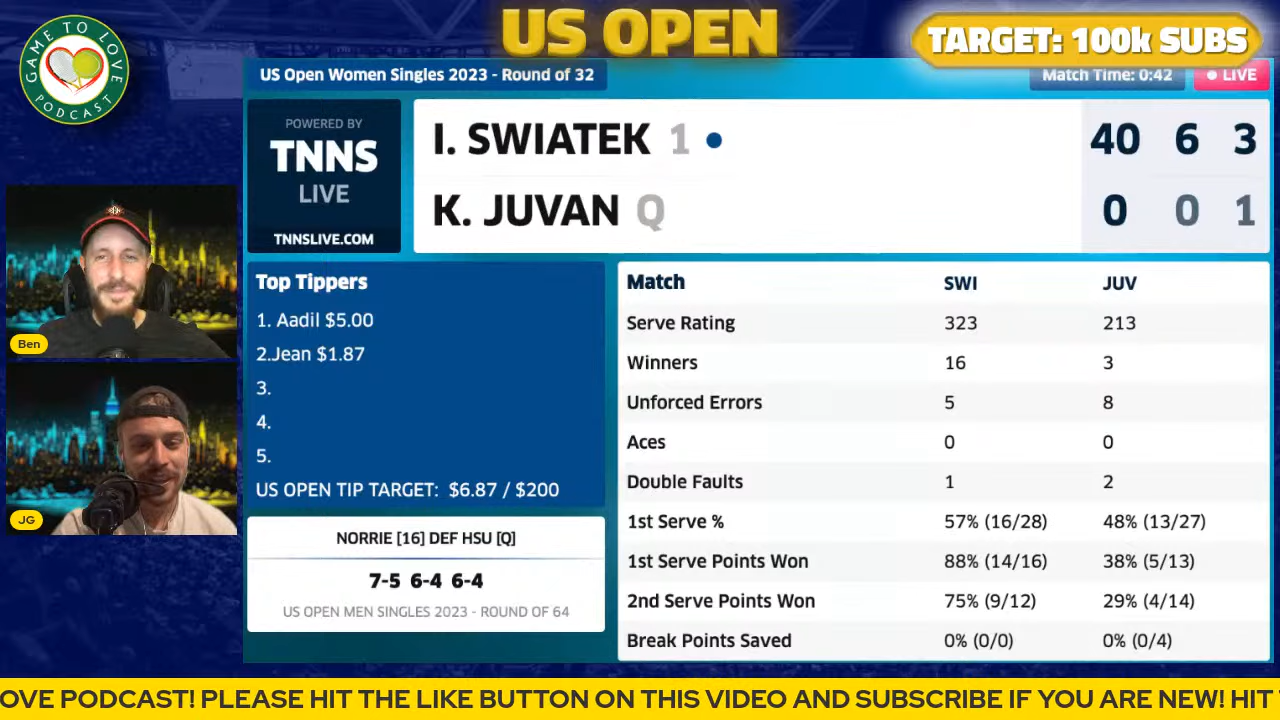 US OPEN
TARGET: 100k SUBS
GAME TO LOVE
PODCAST
US Open Women Singles 2023 - Round of 32
Match Time: 0:42
LIVE
POWERED BY
TNNS
LIVE
TNNSLIVE.COM
I. SWIATEK 1 40 6 3
K. JUVAN Q 0 0 1
Ben
JG
Top Tippers
1. Aadil $5.00
2.Jean $1.87
3.
4.
5.
US OPEN TIP TARGET: $6.87 / $200
NORRIE [16] DEF HSU [Q]
7-5 6-4 6-4
US OPEN MEN SINGLES 2023 - ROUND OF 64
Match SWI JUV
Serve Rating 323 213
Winners 16 3
Unforced Errors 5 8
Aces 0 0
Double Faults 1 2
1st Serve % 57% (16/28) 48% (13/27)
1st Serve Points Won 88% (14/16) 38% (5/13)
2nd Serve Points Won 75% (9/12) 29% (4/14)
Break Points Saved 0% (0/0) 0% (0/4)
OVE PODCAST! PLEASE HIT THE LIKE BUTTON ON THIS VIDEO AND SUBSCRIBE IF YOU ARE NEW! HIT